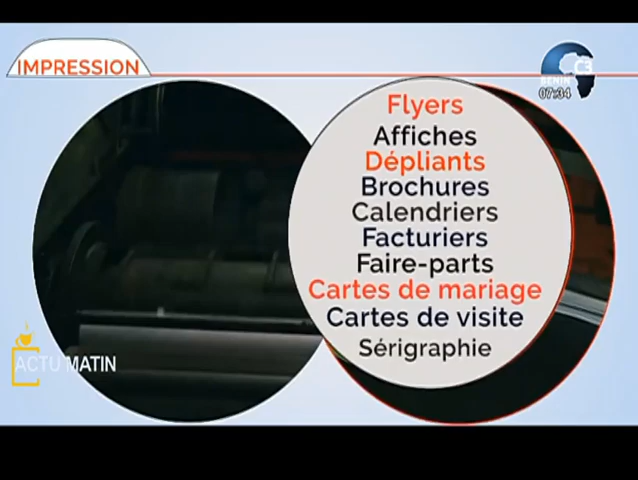 IMPRESSION
C3
BENIN
07:34
Flyers
Affiches
Dépliants
Brochures
Calendriers
Facturiers
Faire-parts
Cartes de mariage
Cartes de visite
Sérigraphie
ACTU MATIN